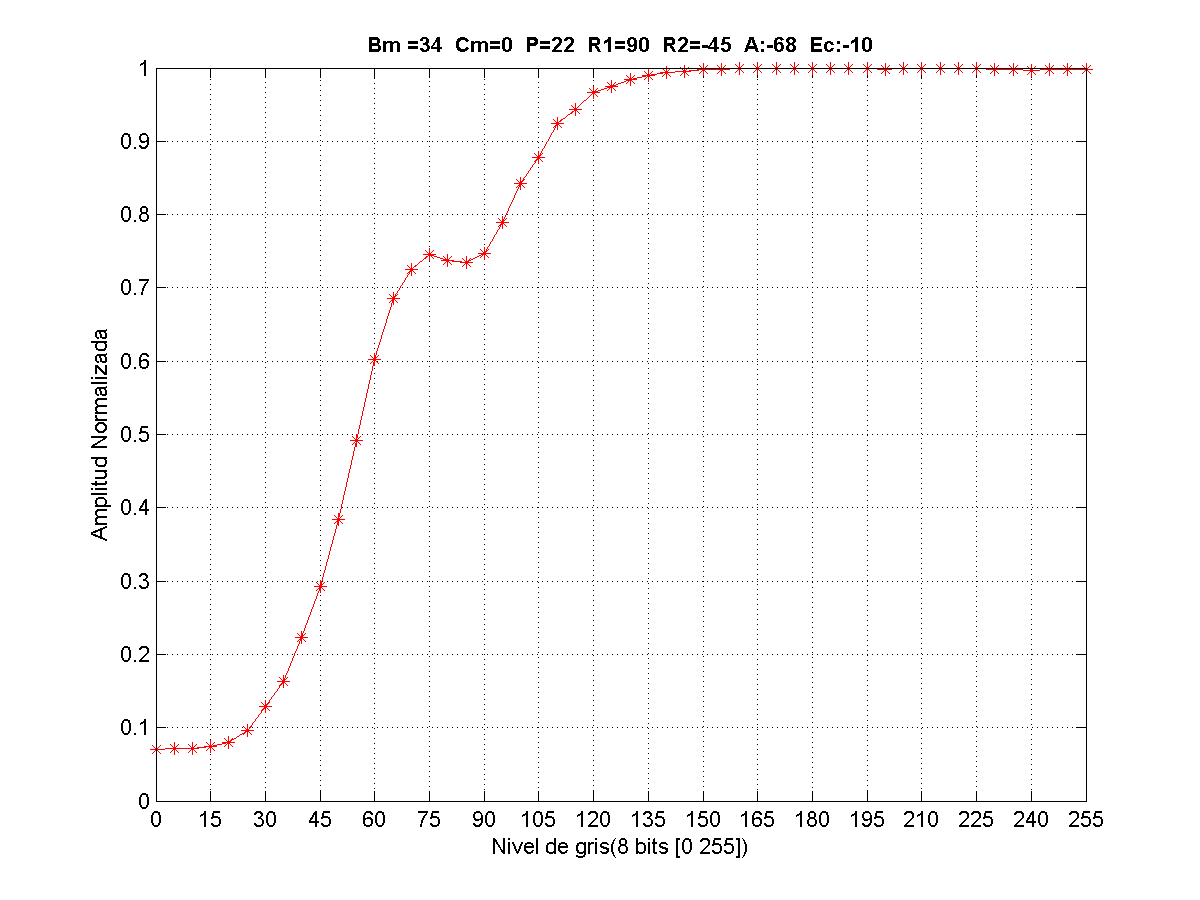 Bm =34 Cm=0 P=22 R1=90 R2=-45 A:-68 Ec:-10
1
0.9
0.8
0.7
0.6
0.5
0.4
0.3
0.2
0.1
0
Amplitud Normalizada
0 15 30 45 60 75 90 105 120 135 150 165 180 195 210 225 240 255
Nivel de gris(8 bits [0 255])